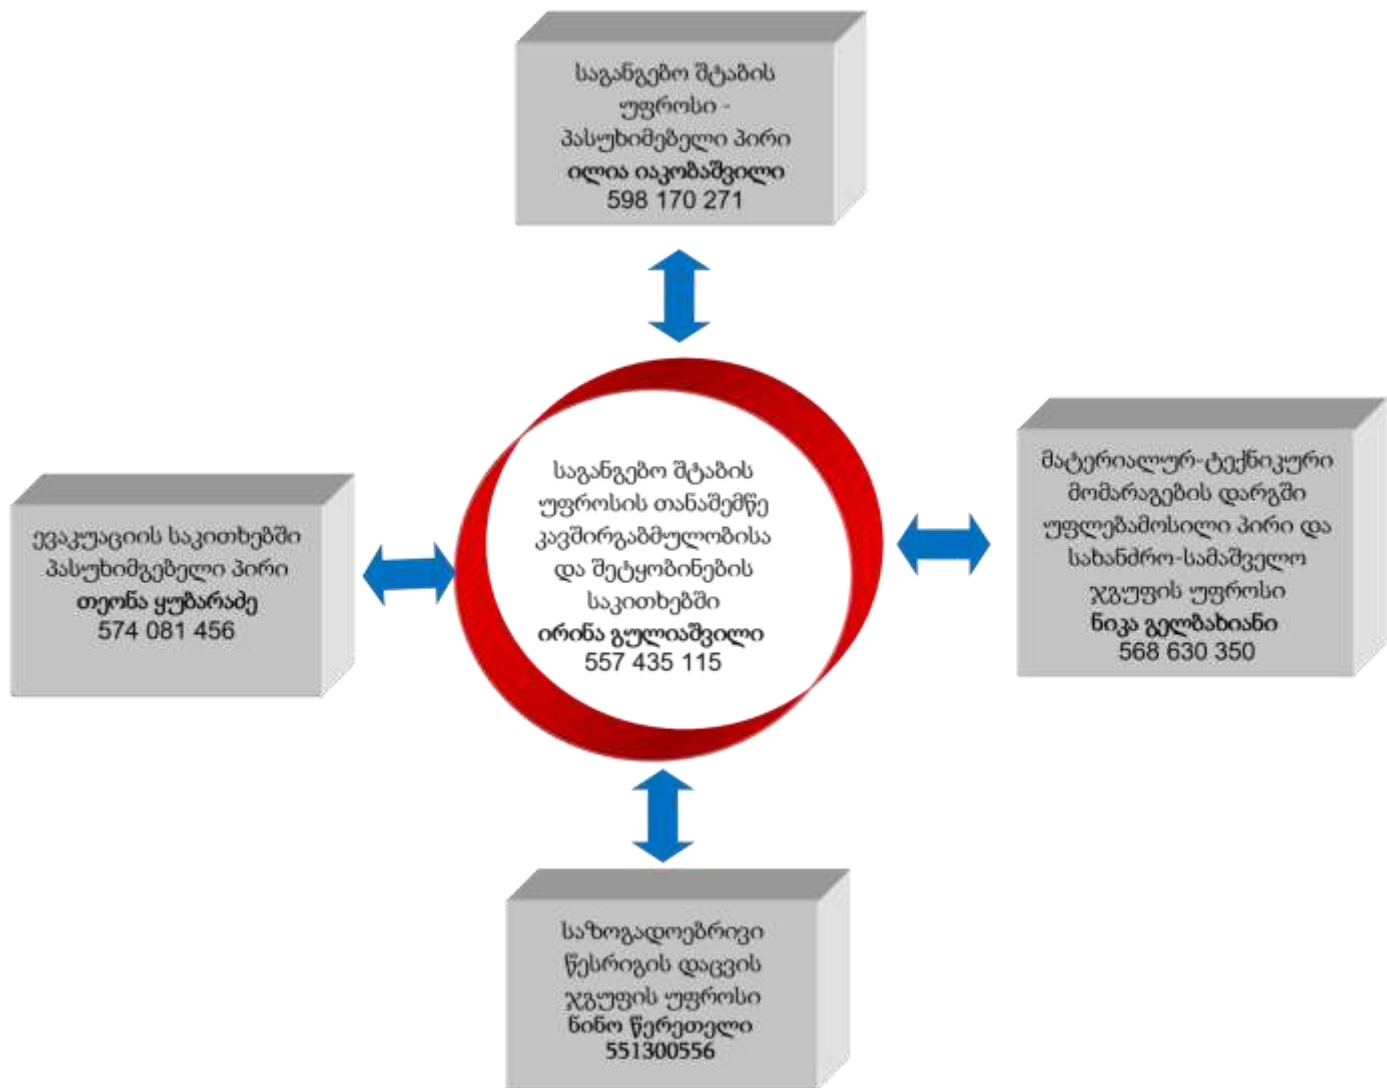 საგანგებო შტაბის
უფროსი -
პასუხიმებელი პირი
ილია იაკობაშვილი
598 170 271
საგანგებო შტაბის
უფროსის თანაშემწე
კავშირგაბმულობისა
და შეტყობინების
საკითხებში
ირინა გულიაშვილი
557 435 115
ევაკუაციის საკითხებში
პასუხიმგებელი პირი
თეონა ყუბარაძე
574 081 456
მატერიალურ-ტექნიკური
მომარაგების დარგში
უფლებამოსილი პირი და
სახანძრო-სამაშველო
ჯგუფის უფროსი
ნიკა გელბახიანი
568 630 350
საზოგადოებრივი
წესრიგის დაცვის
ჯგუფის უფროსი
ნინო წერეთელი
551300556